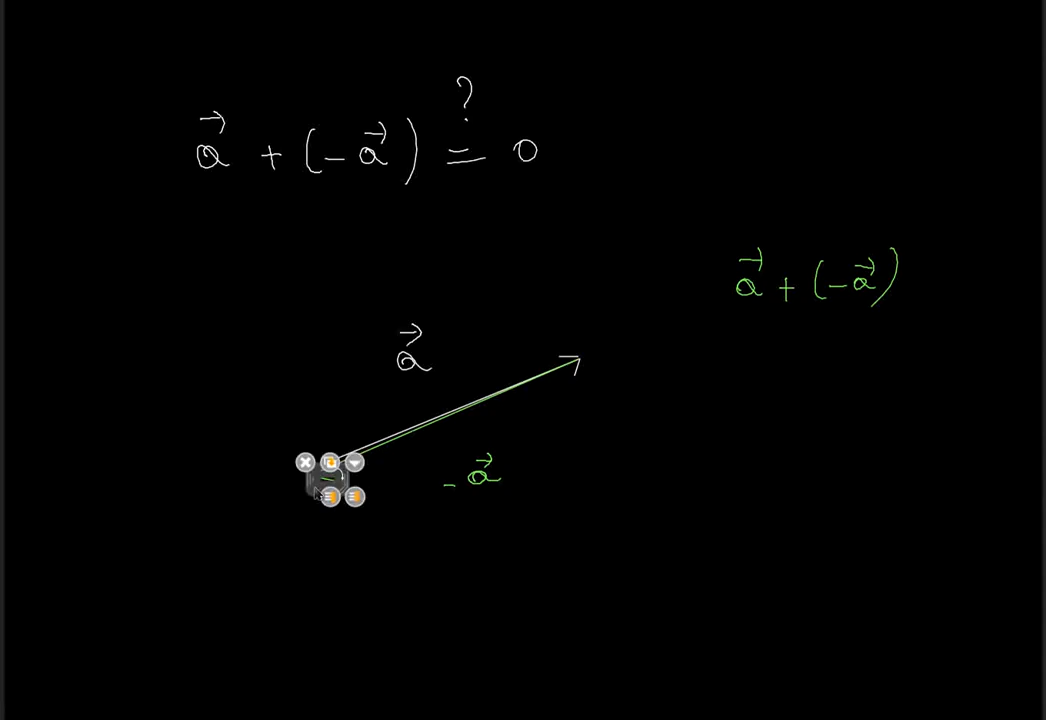 ?
a⃗ + (-a⃗) = 0
a⃗ + (-a⃗)
a⃗
-a⃗